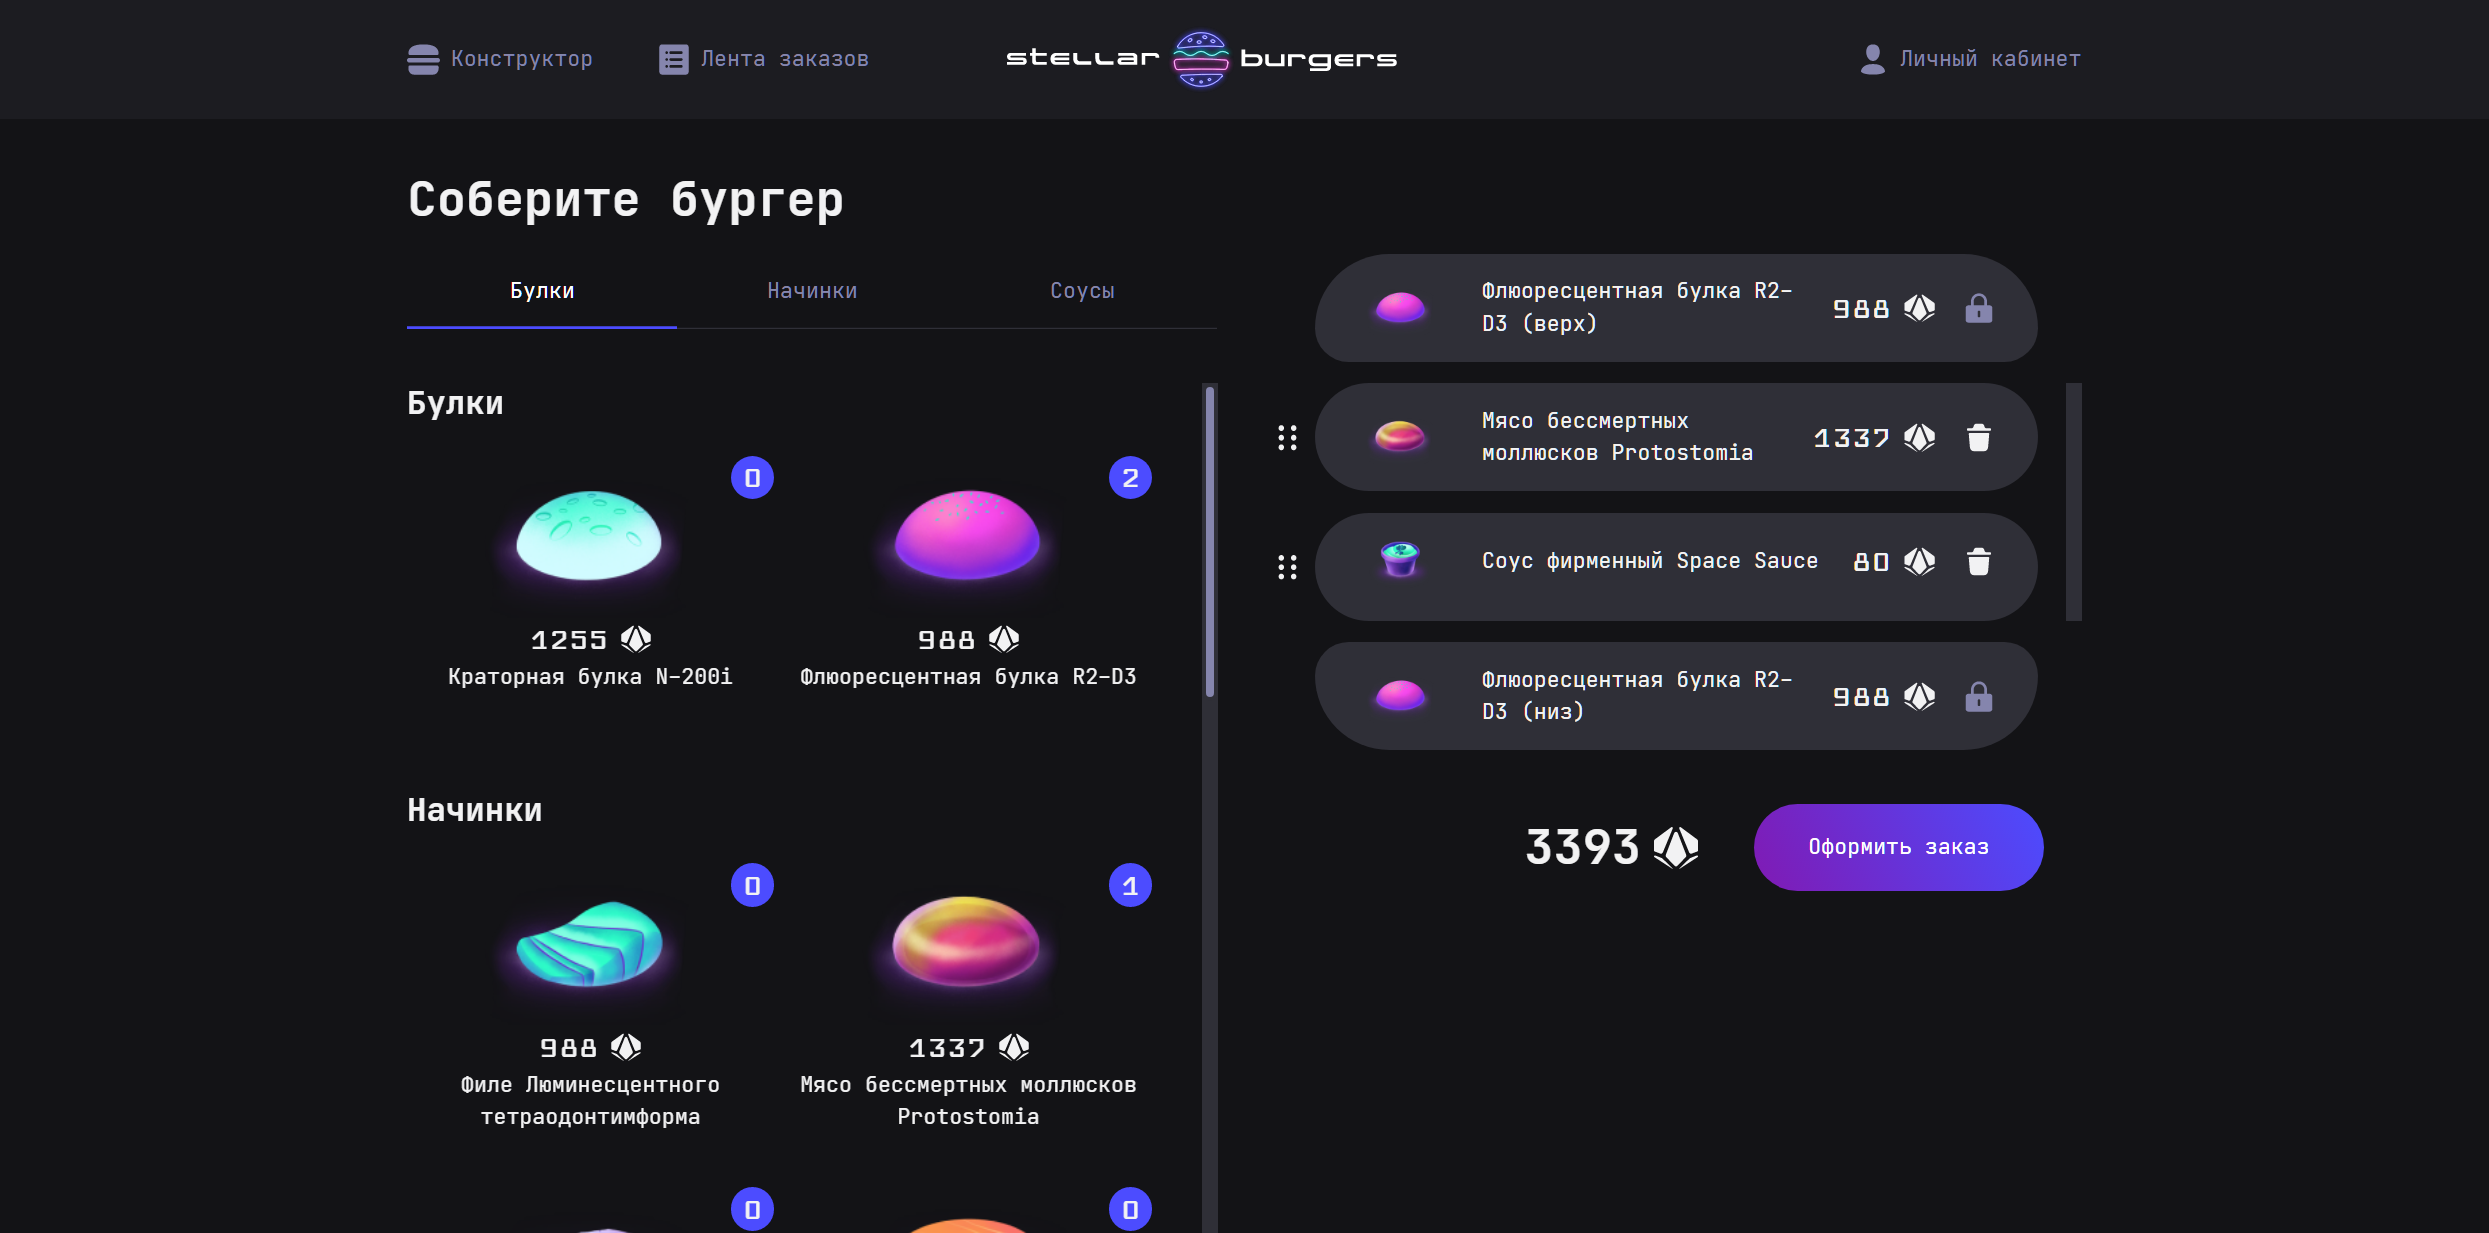 Конструктор
Лента заказов
stellar burgers
Личный кабинет
Соберите бургер
Булки
Начинки
Соусы
Булки
0
2
1255
988
Краторная булка N-200i
Флюоресцентная булка R2-D3
Начинки
0
1
988
1337
Филе Люминесцентного
тетраодонтимформа
Мясо бессмертных моллюсков
Protostomia
0
0
Флюоресцентная булка R2-
D3 (верх)
988
Мясо бессмертных
моллюсков Protostomia
1337
Соус фирменный Space Sauce
80
Флюоресцентная булка R2-
D3 (низ)
988
3393
Оформить заказ